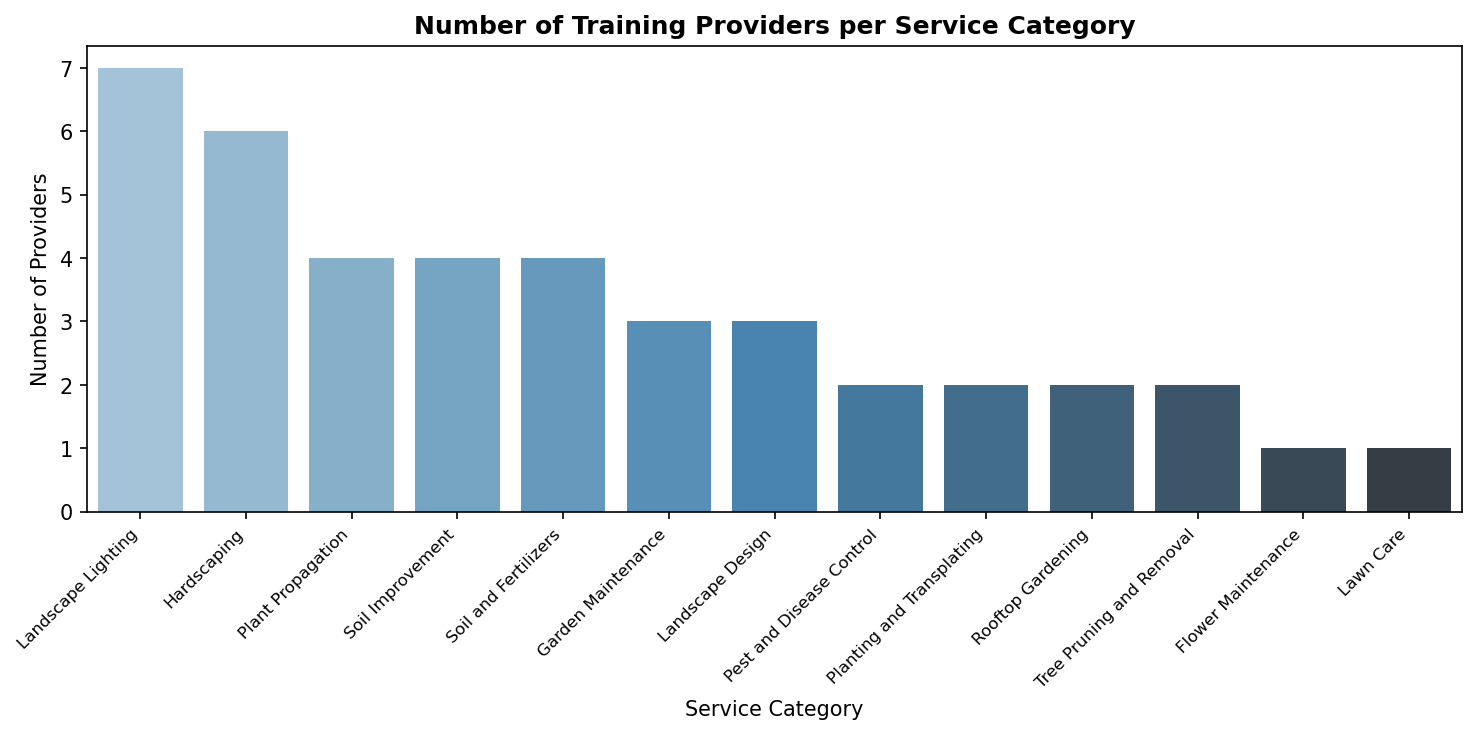 Number of Training Providers per Service Category
Number of Providers
7
6
5
4
3
2
1
0
Landscape Lighting
Hardscaping
Plant Propagation
Soil Improvement
Soil and Fertilizers
Garden Maintenance
Landscape Design
Pest and Disease Control
Planting and Transplating
Rooftop Gardening
Tree Pruning and Removal
Flower Maintenance
Lawn Care
Service Category